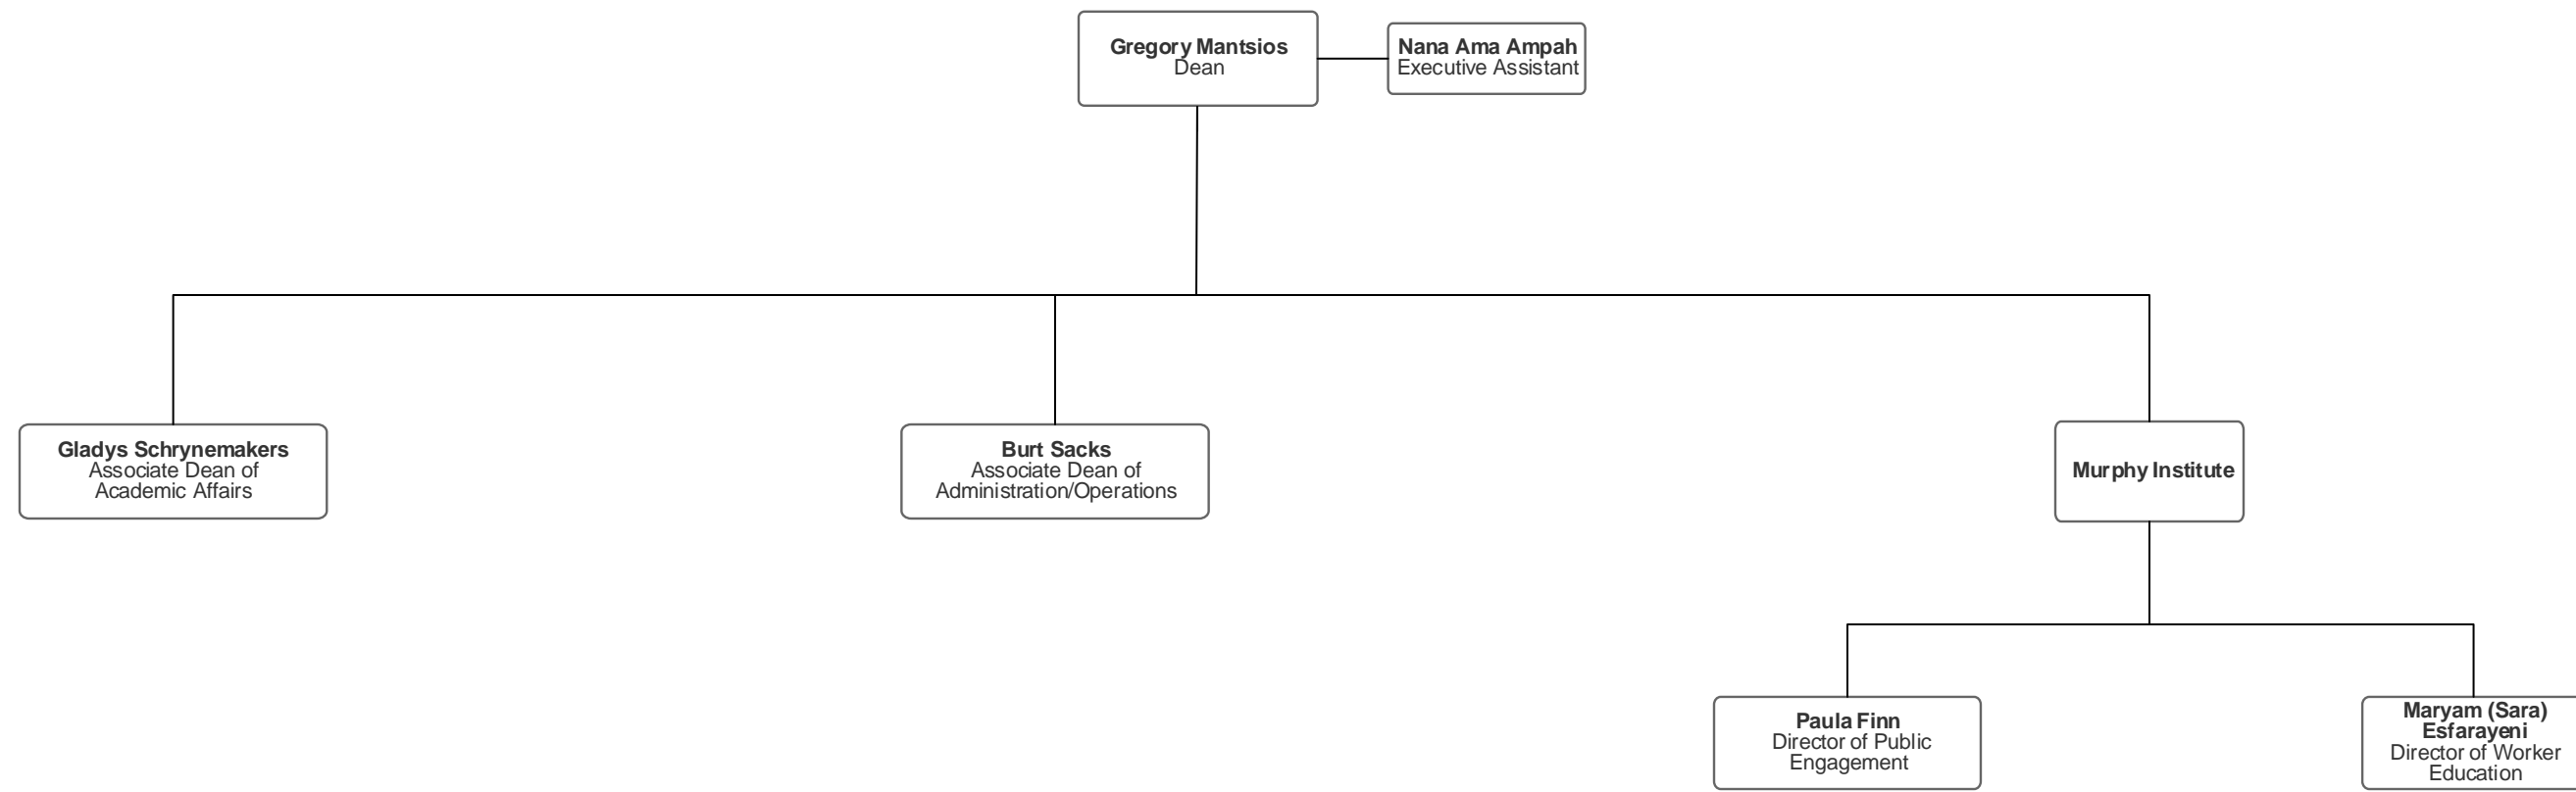 Gregory Mantsios
Dean
Nana Ama Ampah
Executive Assistant
Gladys Schrynemakers
Associate Dean of
Academic Affairs
Burt Sacks
Associate Dean of
Administration/Operations
Murphy Institute
Paula Finn
Director of Public
Engagement
Maryam (Sara)
Esfarayeni
Director of Worker
Education